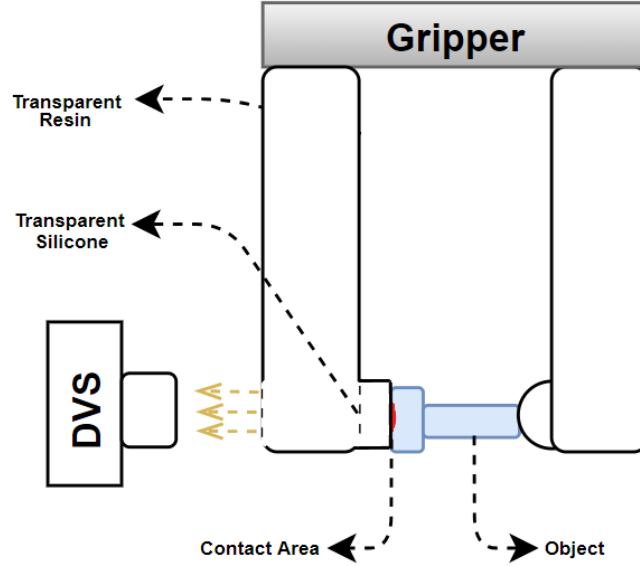 Gripper
Transparent
Resin
Transparent
Silicone
DVS
Contact Area
Object